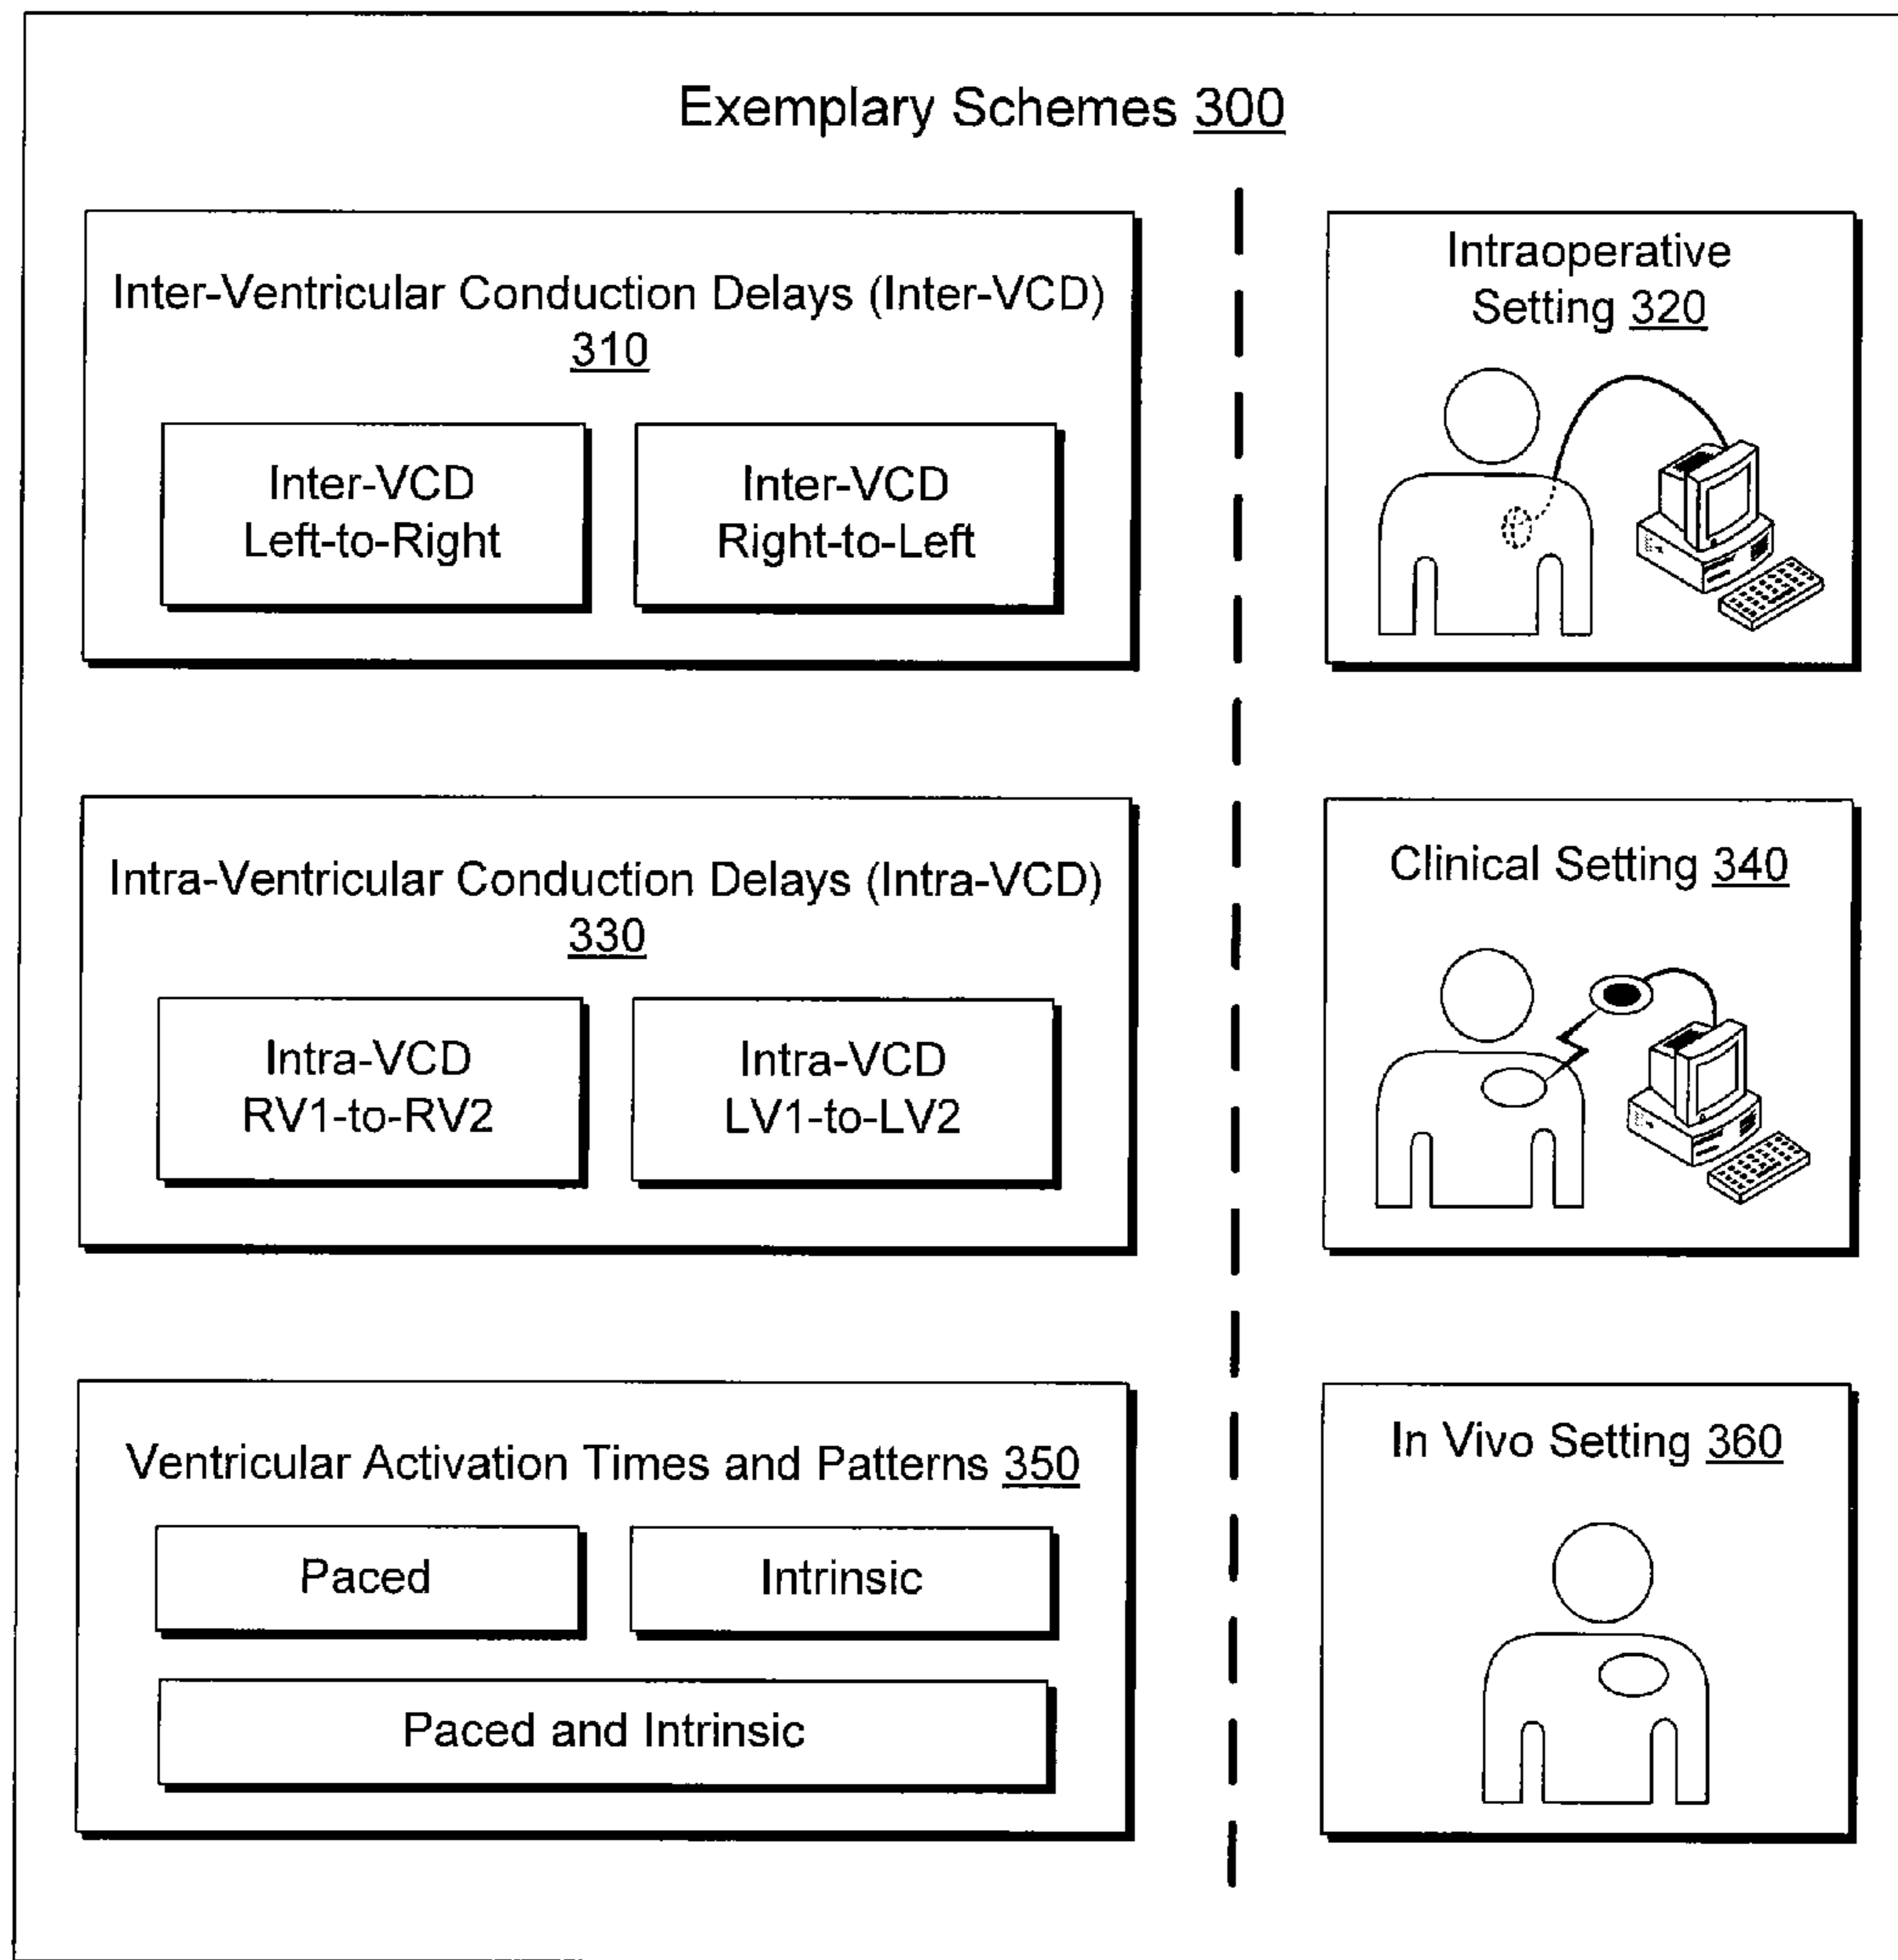 Exemplary Schemes 300
Inter-Ventricular Conduction Delays (Inter-VCD)
310
Inter-VCD
Left-to-Right
Inter-VCD
Right-to-Left
Intraoperative
Setting 320
Intra-Ventricular Conduction Delays (Intra-VCD)
330
Intra-VCD
RV1-to-RV2
Intra-VCD
LV1-to-LV2
Clinical Setting 340
Ventricular Activation Times and Patterns 350
Paced
Intrinsic
Paced and Intrinsic
In Vivo Setting 360